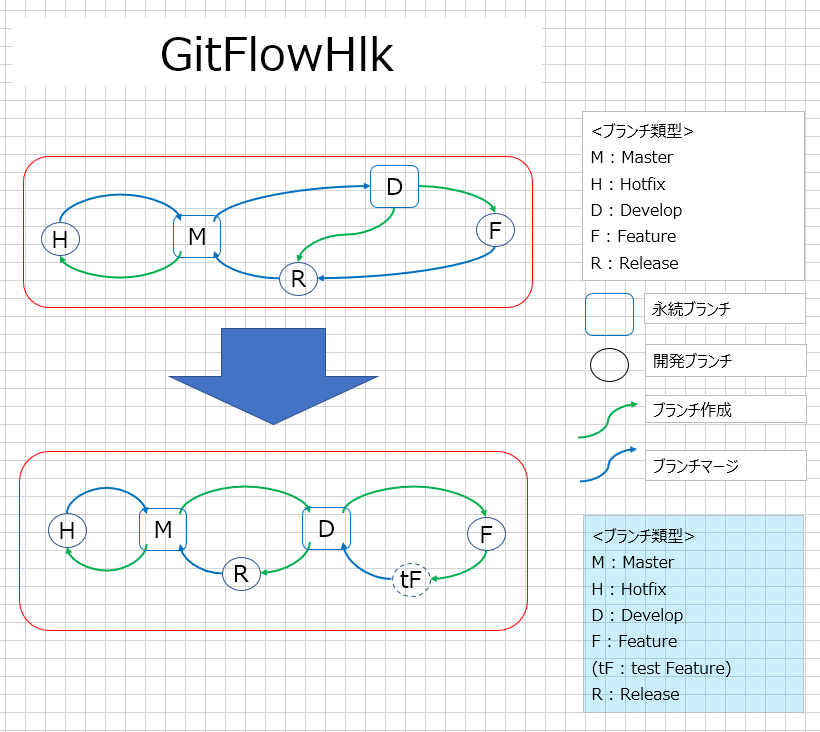 GitFlowHlk
<ブランチ類型>
M : Master
H : Hotfix
D : Develop
F : Feature
R : Release
永続ブランチ
開発ブランチ
ブランチ作成
ブランチマージ
H
M
D
F
R
H
M
D
F
R
tF
<ブランチ類型>
M : Master
H : Hotfix
D : Develop
F : Feature
(tF : test Feature)
R : Release